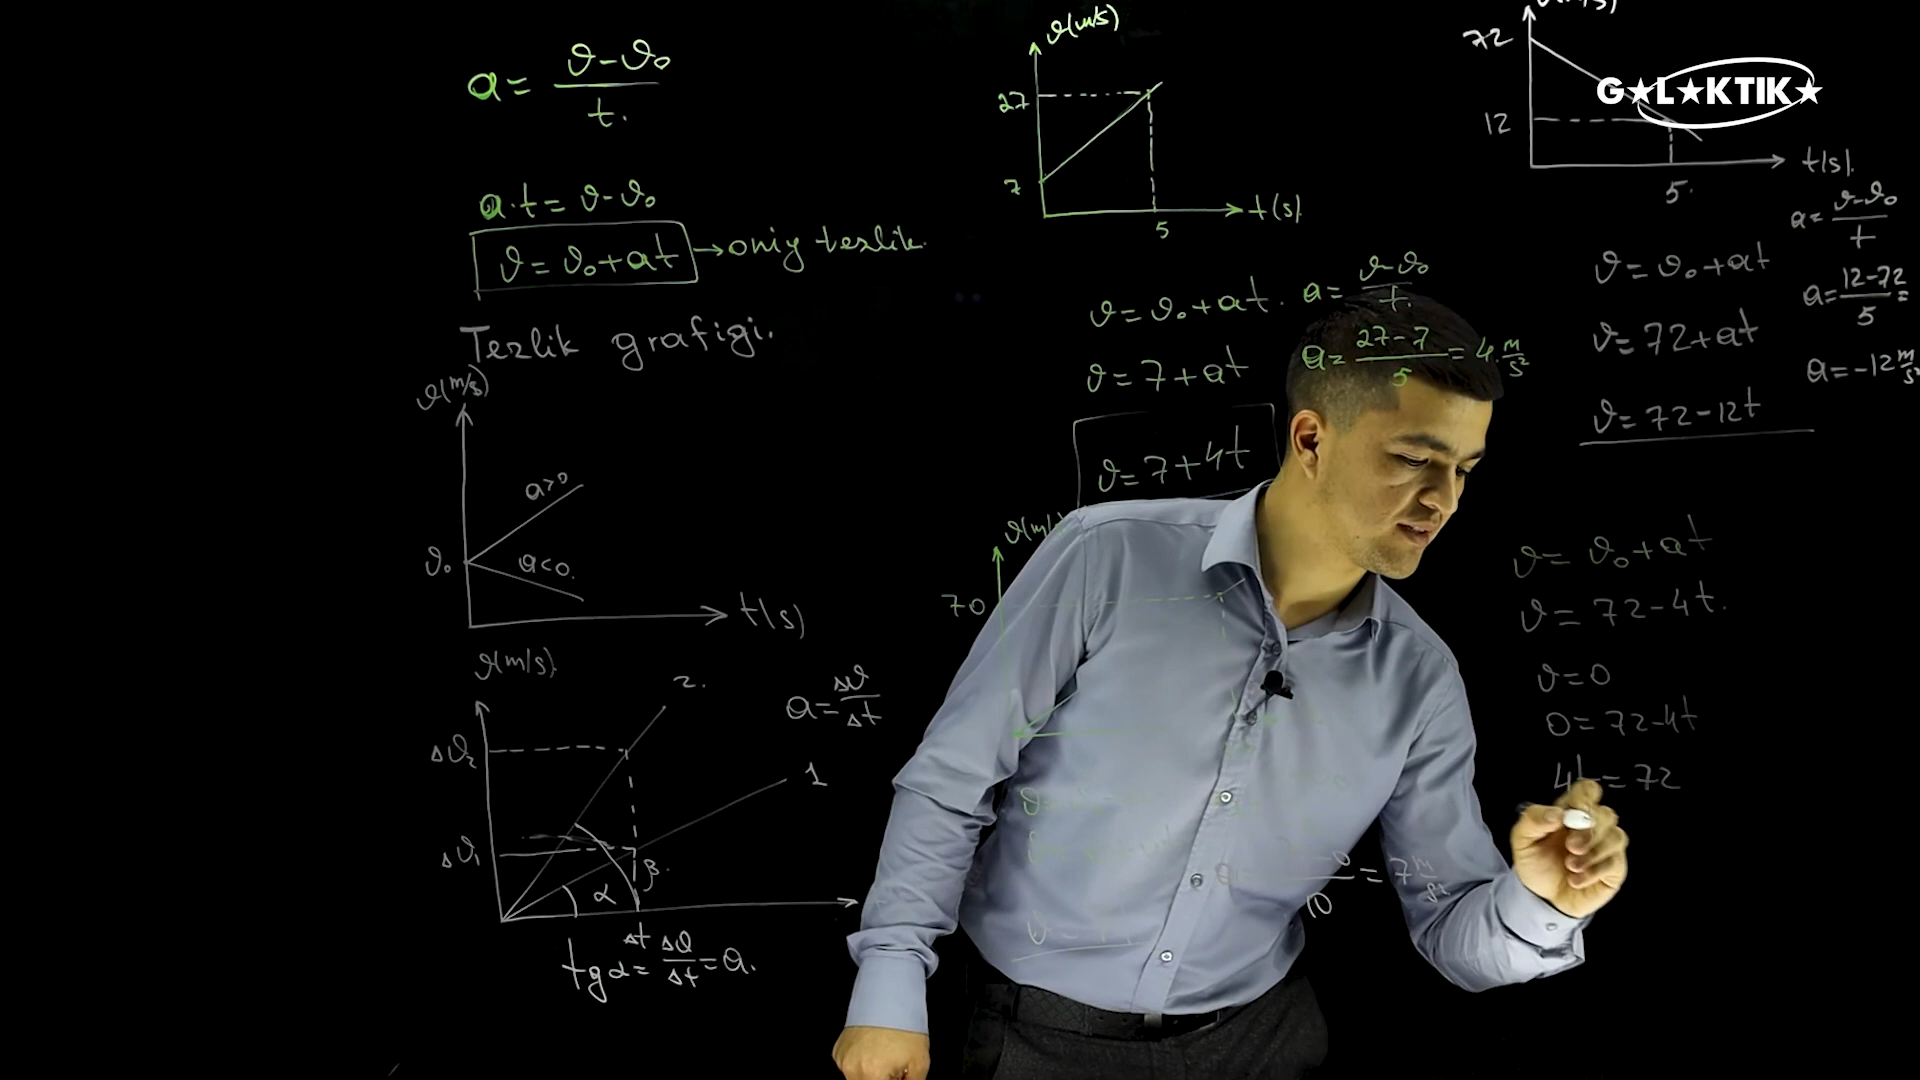 a = ϑ-ϑ₀ / t.
a·t = ϑ-ϑ₀
ϑ = ϑ₀+at → oniy tezlik.
Tezlik grafigi.
ϑ(m/s)
a>0
ϑ₀
a<0.
t(s)
ϑ(m/s).
2.
a = Δϑ/Δt
Δϑ₂
1
Δϑ₁
α
β.
Δt
tgα = Δϑ/Δt = a.
ϑ(m/s)
27
7
5
t(s)
ϑ = ϑ₀+at.
a = ϑ-ϑ₀ / t.
ϑ = 7+at
a = 27-7 / 5 = 4 m/s²
ϑ = 7+4t
70
10
= 7 m/s²
72
G★L★KTIK★
12
t(s).
5.
a = ϑ-ϑ₀ / t
ϑ = ϑ₀+at
a = 12-72 / 5 =
ϑ = 72+at
a = -12 m/s²
ϑ = 72-12t
ϑ = ϑ₀+at
ϑ = 72-4t.
ϑ=0
0 = 72-4t
4t = 72